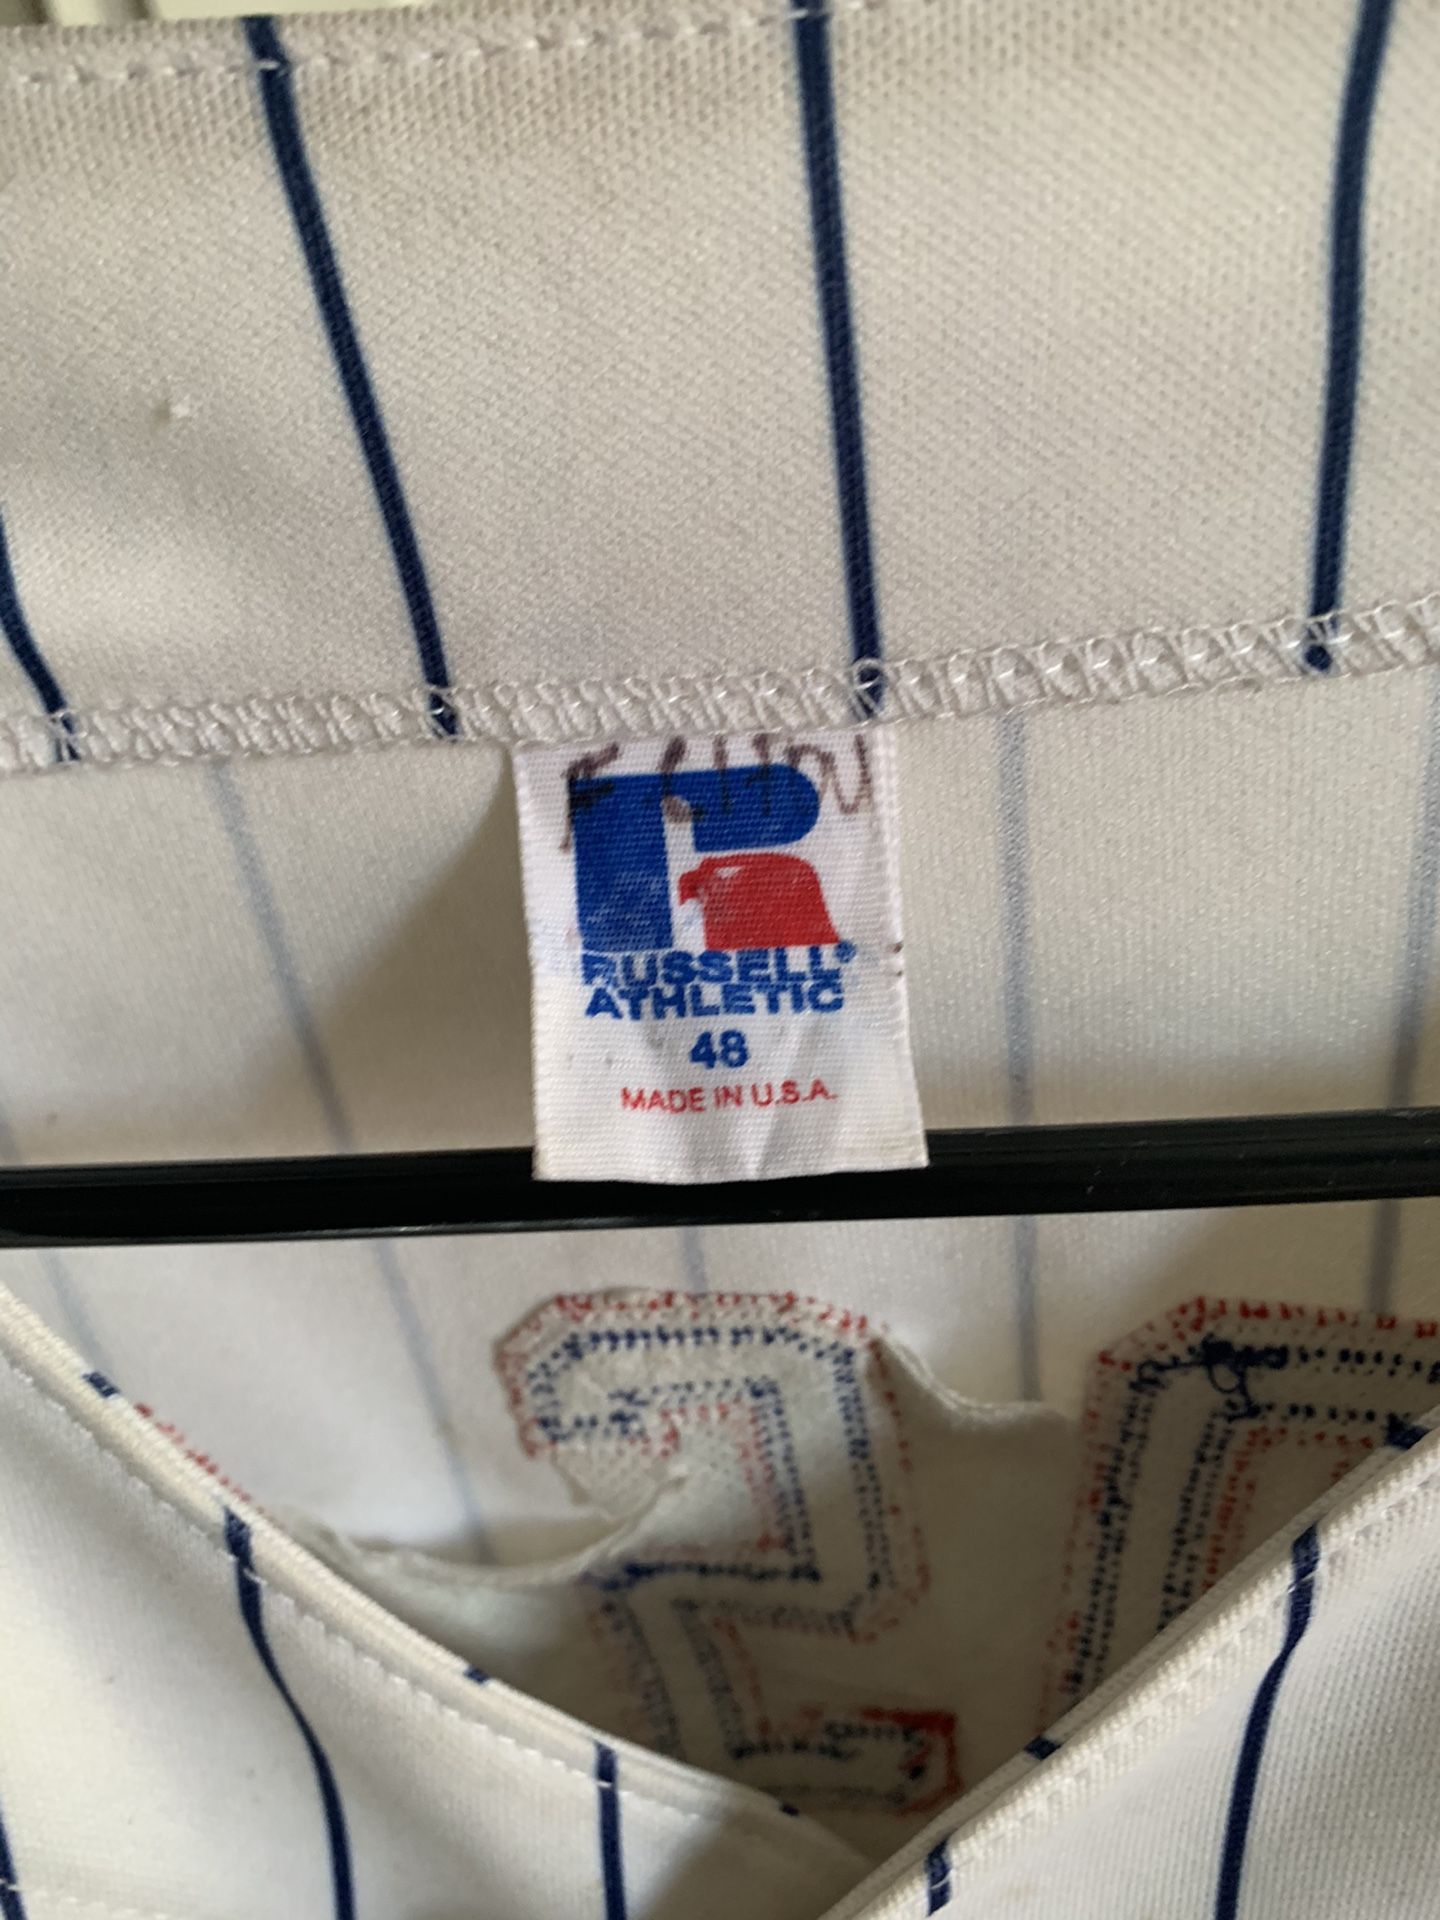 RUSSELL®
ATHLETIC
48
MADE IN U.S.A.